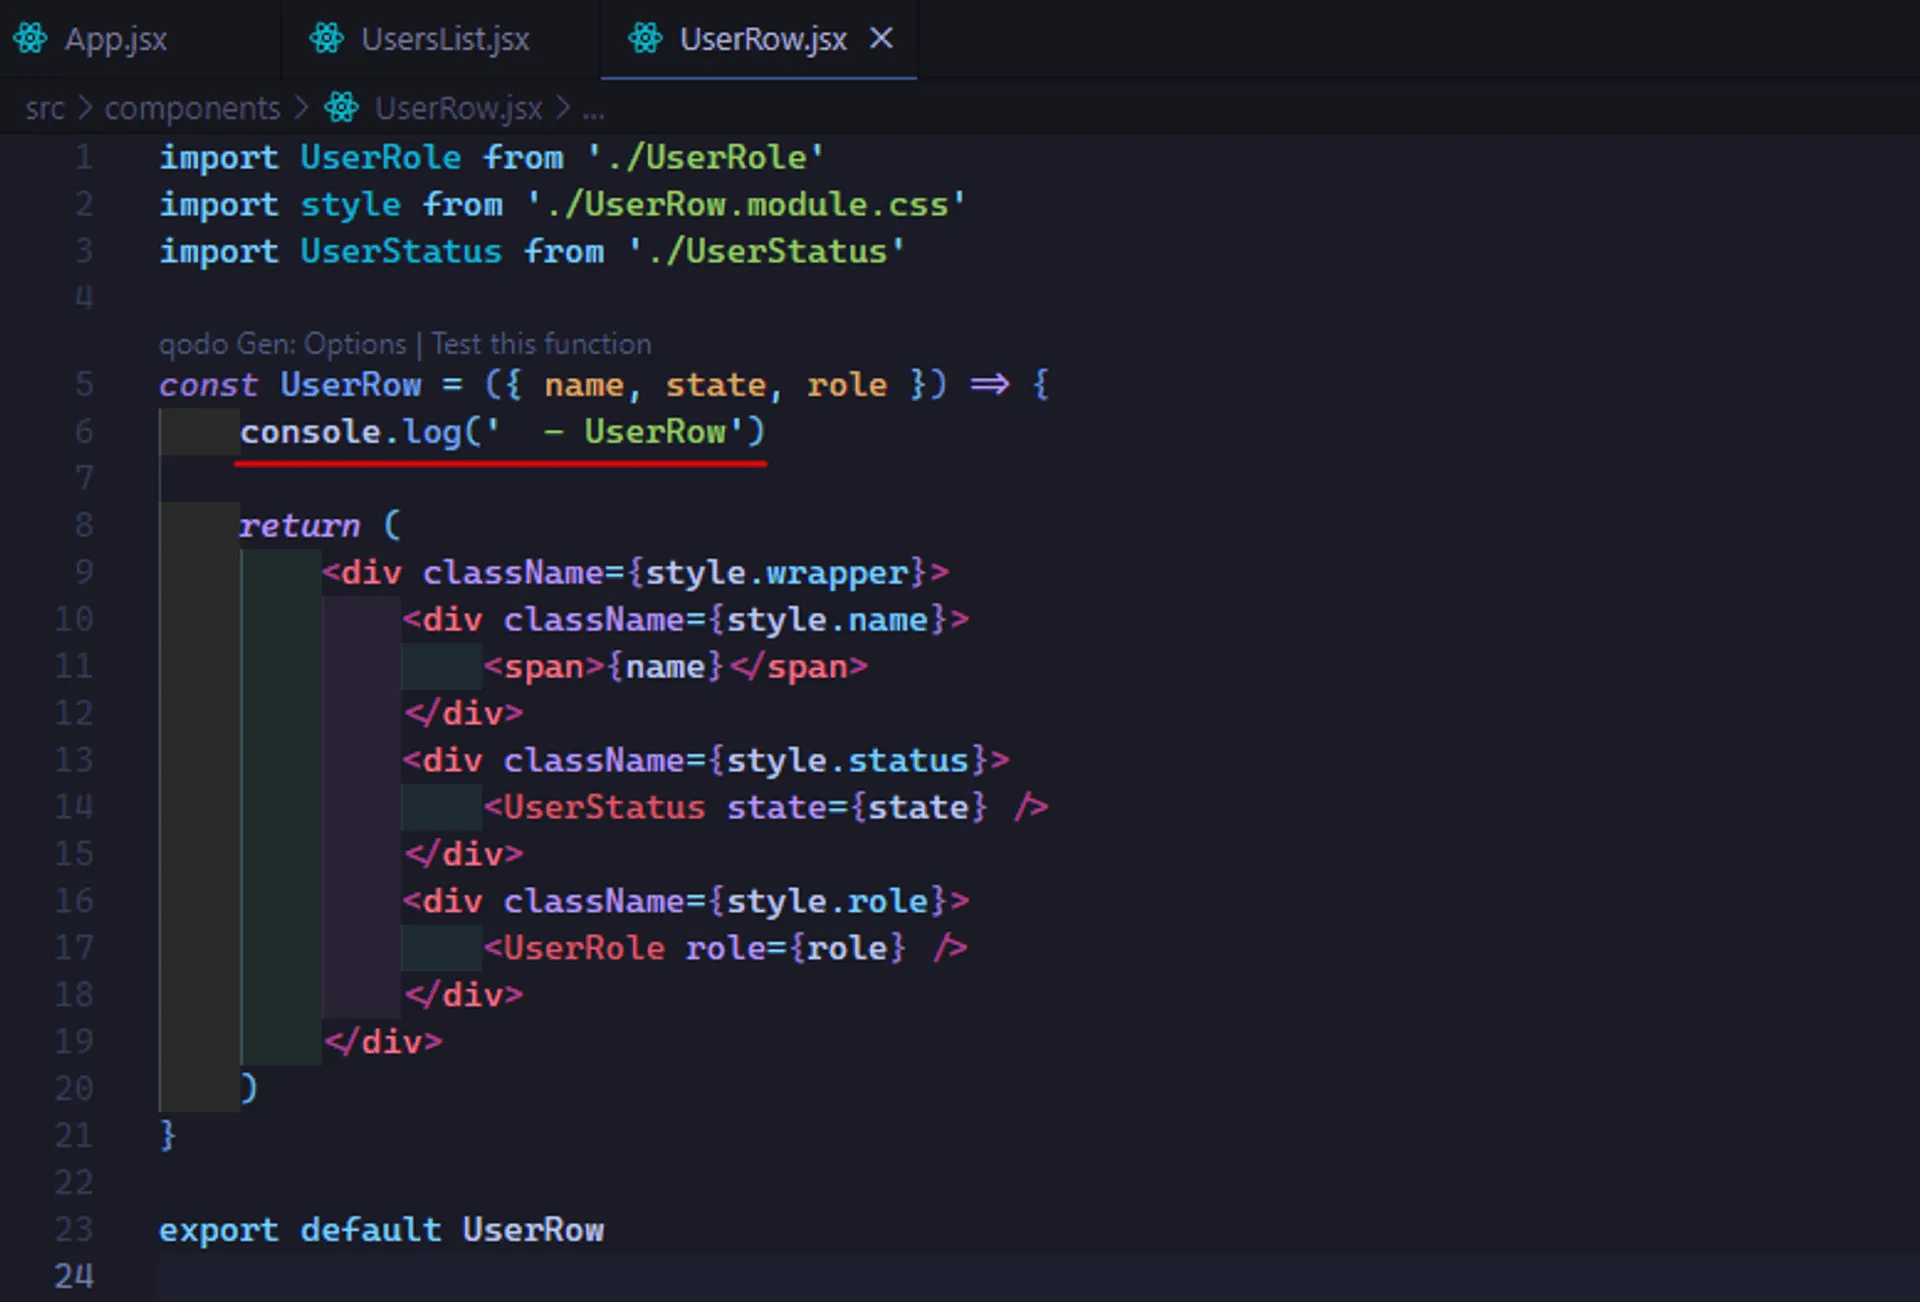 App.jsx UsersList.jsx UserRow.jsx ×
src > components > UserRow.jsx > ...
1 import UserRole from './UserRole'
2 import style from './UserRow.module.css'
3 import UserStatus from './UserStatus'
4
qodo Gen: Options | Test this function
5 const UserRow = ({ name, state, role }) => {
6     console.log('  - UserRow')
7
8     return (
9         <div className={style.wrapper}>
10             <div className={style.name}>
11                 <span>{name}</span>
12             </div>
13             <div className={style.status}>
14                 <UserStatus state={state} />
15             </div>
16             <div className={style.role}>
17                 <UserRole role={role} />
18             </div>
19         </div>
20     )
21 }
22
23 export default UserRow
24